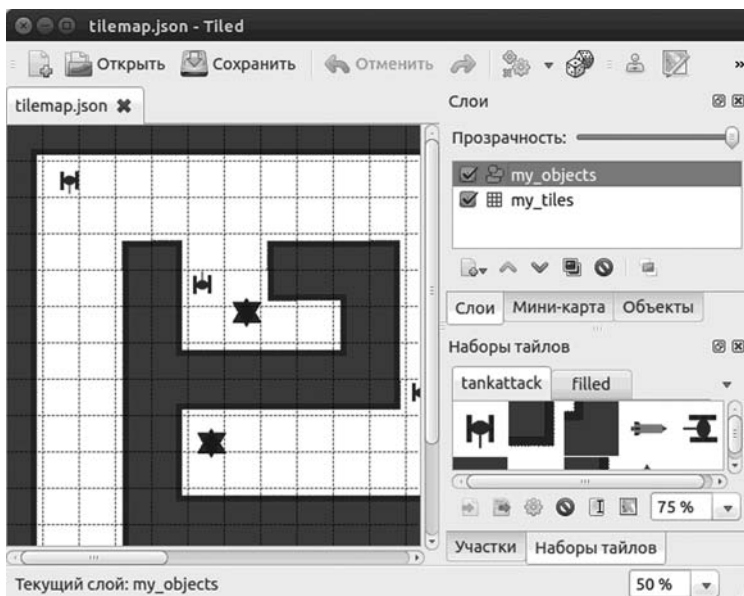 tilemap.json - Tiled
Открыть Сохранить Отменить »
tilemap.json
Слои
Прозрачность:
my_objects
my_tiles
Слои Мини-карта Объекты
Наборы тайлов
tankattack filled
75 %
Участки Наборы тайлов
Текущий слой: my_objects
50 %